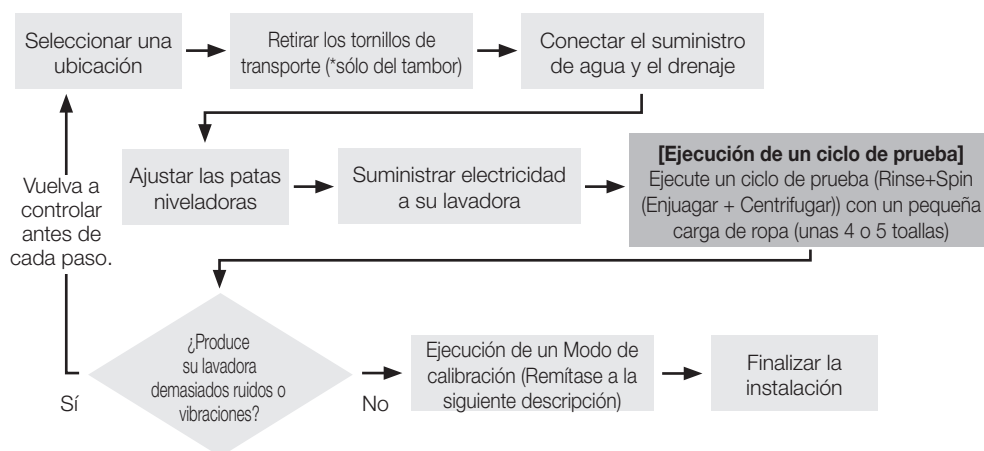 Seleccionar una
ubicación
Retirar los tornillos de
transporte (*sólo del tambor)
Conectar el suministro
de agua y el drenaje
Ajustar las patas
niveladoras
Suministrar electricidad
a su lavadora
[Ejecución de un ciclo de prueba]
Ejecute un ciclo de prueba (Rinse+Spin
(Enjuagar + Centrifugar)) con un pequeña
carga de ropa (unas 4 o 5 toallas)
Vuelva a
controlar
antes de
cada paso.
¿Produce
su lavadora
demasiados ruidos o
vibraciones?
Sí
No
Ejecución de un Modo de
calibración (Remítase a la
siguiente descripción)
Finalizar la
instalación